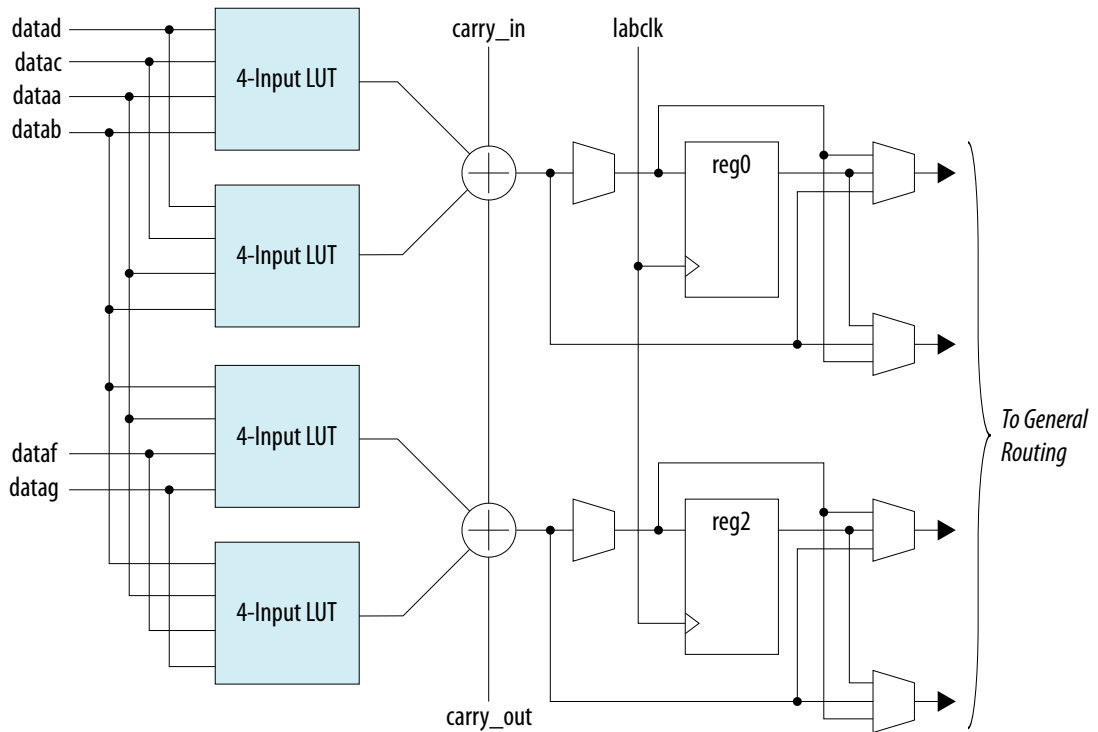 datad
datac
dataa
datab
4-Input LUT
carry_in
labclk
4-Input LUT
reg0
4-Input LUT
dataf
datag
4-Input LUT
reg2
carry_out
To General
Routing